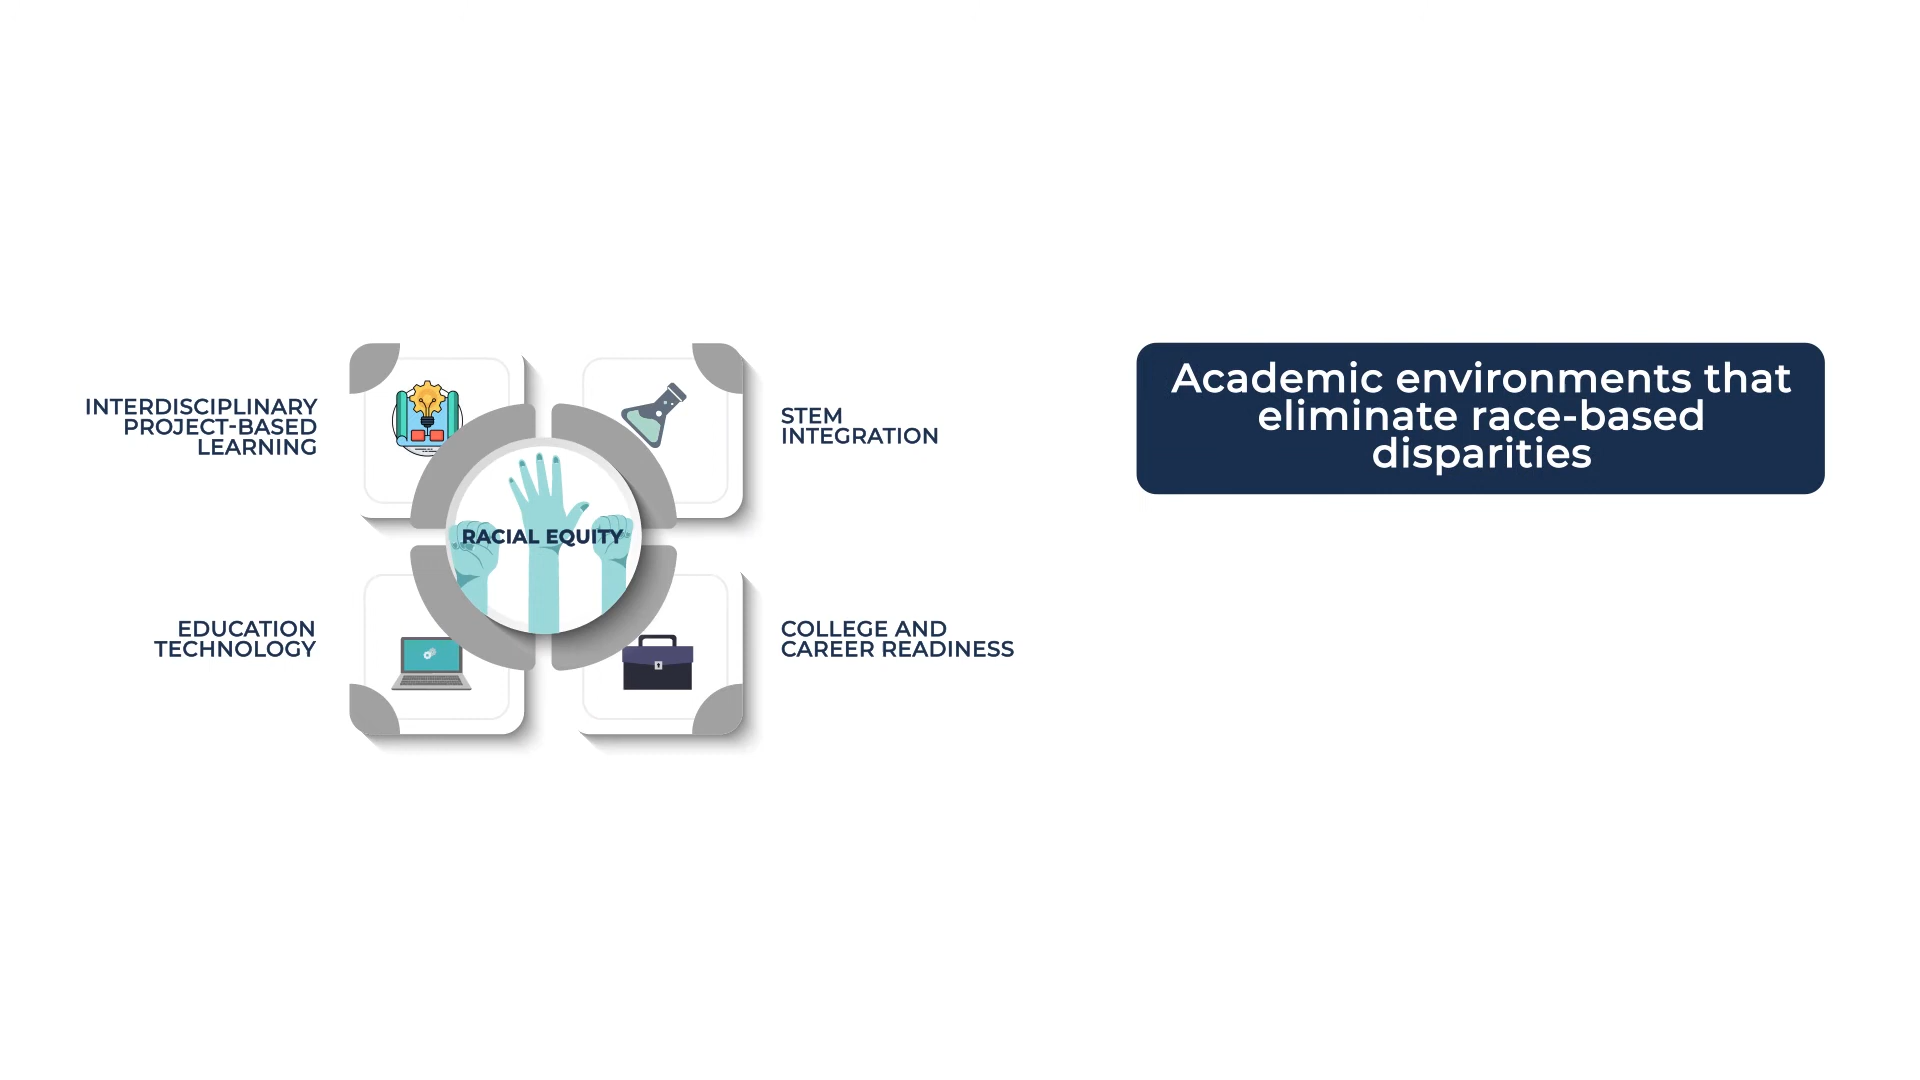 INTERDISCIPLINARY
PROJECT-BASED
LEARNING
STEM
INTEGRATION
RACIAL EQUITY
EDUCATION
TECHNOLOGY
COLLEGE AND
CAREER READINESS
Academic environments that
eliminate race-based
disparities